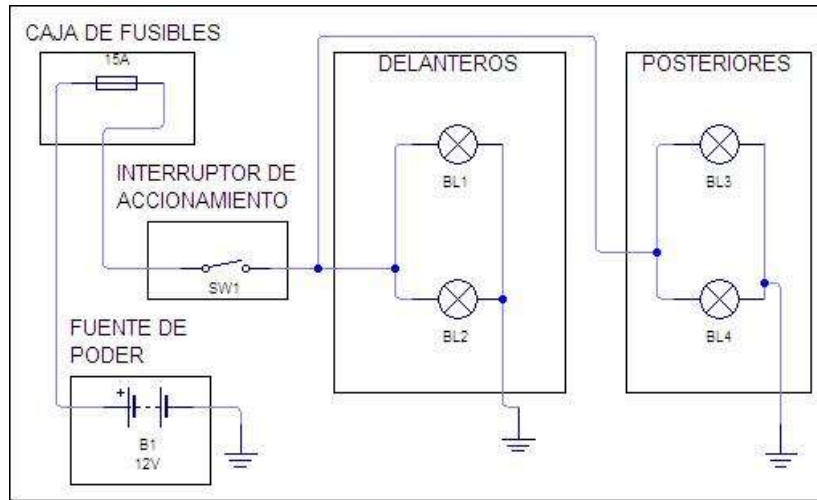 CAJA DE FUSIBLES
15A
DELANTEROS
POSTERIORES
BL1
BL3
INTERRUPTOR DE
ACCIONAMIENTO
SW1
BL2
BL4
FUENTE DE
PODER
+
B1
12V